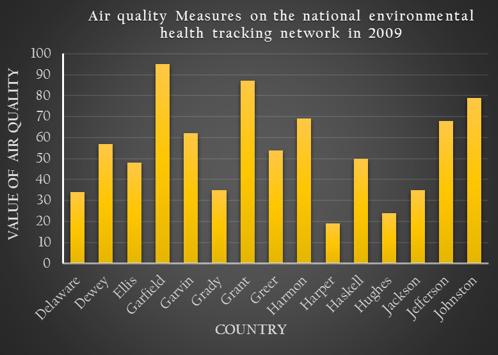 Air quality Measures on the national environmental
health tracking network in 2009
VALUE OF AIR QUALITY
100
90
80
70
60
50
40
30
20
10
0
Delaware
Dewey
Ellis
Garfield
Garvin
Grady
Grant
Greer
Harmon
Harper
Haskell
Hughes
Jackson
Jefferson
Johnston
COUNTRY